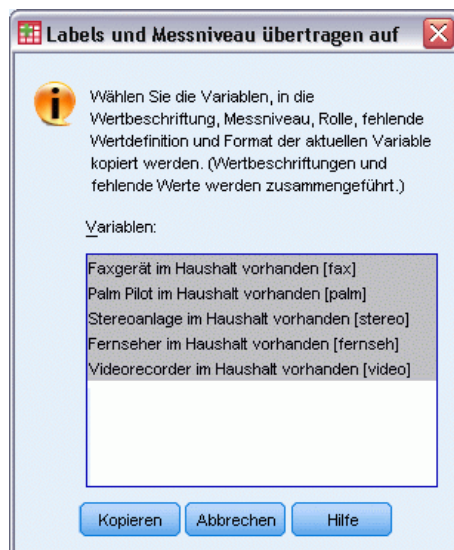 Labels und Messniveau übertragen auf
Wählen Sie die Variablen, in die
Wertbeschriftung, Messniveau, Rolle, fehlende
Wertdefinition und Format der aktuellen Variable
kopiert werden. (Wertbeschriftungen und
fehlende Werte werden zusammengeführt.)
Variablen:
Faxgerät im Haushalt vorhanden [fax]
Palm Pilot im Haushalt vorhanden [palm]
Stereoanlage im Haushalt vorhanden [stereo]
Fernseher im Haushalt vorhanden [fernseh]
Videorecorder im Haushalt vorhanden [video]
Kopieren Abbrechen Hilfe